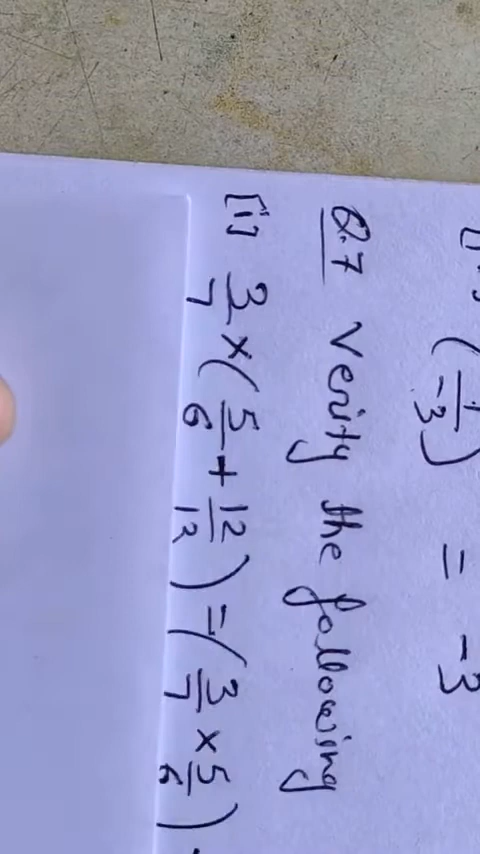 (1/-3) = -3
Q.7 Verify the following
[i] 3/7 × (5/6 + 12/13) = (3/7 × 5/6)